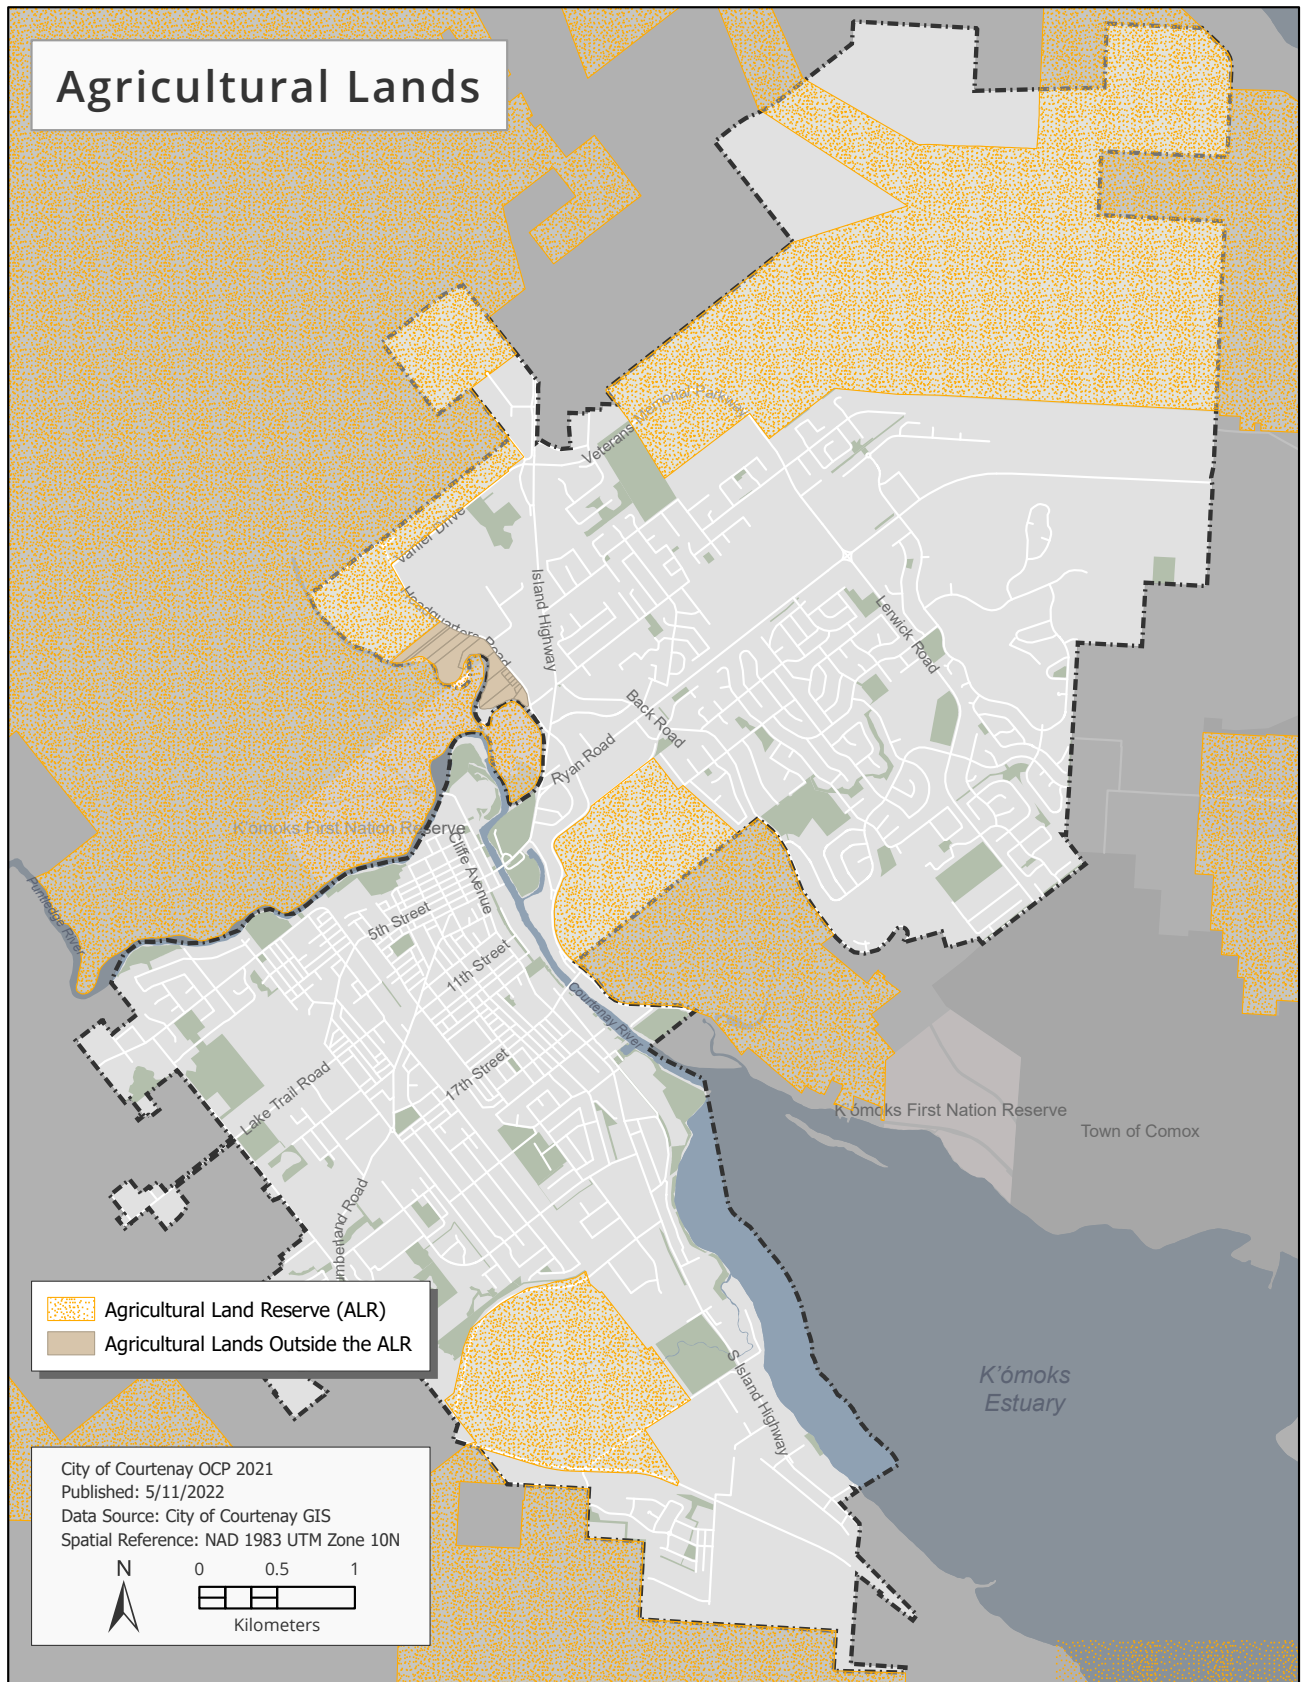 Agricultural Lands
Veterans Memorial Parkway
Vanier Drive
Headquarters Road
Island Highway
Lerwick Road
Back Road
Ryan Road
K'ómoks First Nation Reserve
Cliffe Avenue
Puntledge River
5th Street
11th Street
Courtenay River
17th Street
Lake Trail Road
K'ómoks First Nation Reserve
Town of Comox
umberland Road
S Island Highway
K'ómoks
Estuary
Agricultural Land Reserve (ALR)
Agricultural Lands Outside the ALR
City of Courtenay OCP 2021
Published: 5/11/2022
Data Source: City of Courtenay GIS
Spatial Reference: NAD 1983 UTM Zone 10N
N
0 0.5 1
Kilometers